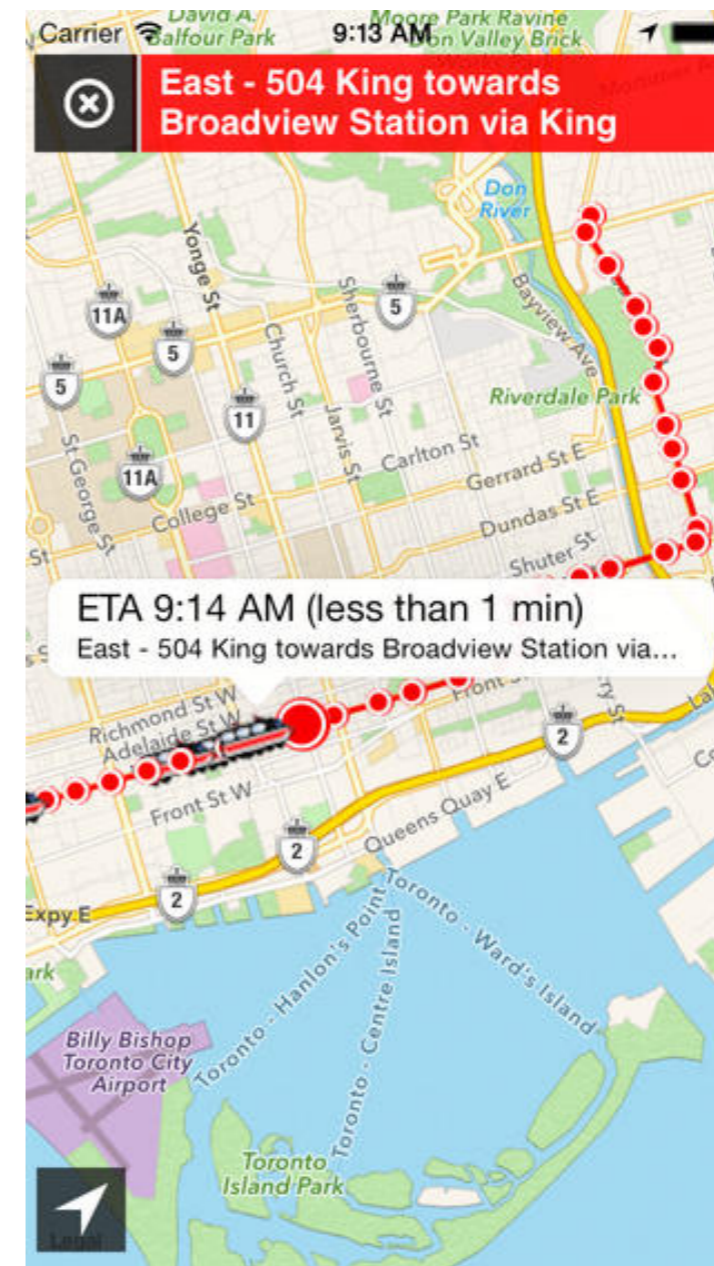 David A.
Balfour Park
Moore Park Ravine
Don Valley Brick
Carrier 9:13 AM
East - 504 King towards
Broadview Station via King
Don
River
Yonge St
Sherbourne St
Bayview Ave
11A
5
5
5
Church St
Riverdale Park
11
Jarvis St
St George St
Carlton St
Gerrard St E
11A
College St
Dundas St E
St
Shuter St
ETA 9:14 AM (less than 1 min)
East - 504 King towards Broadview Station via…
Richmond St W
Adelaide St W
2
Front St W
Queens Quay E
2
2
Expy E
ark
Toronto - Hanlon's Point
Toronto - Centre Island
Toronto - Ward's Island
Billy Bishop
Toronto City
Airport
Toronto
Island Park
Legal